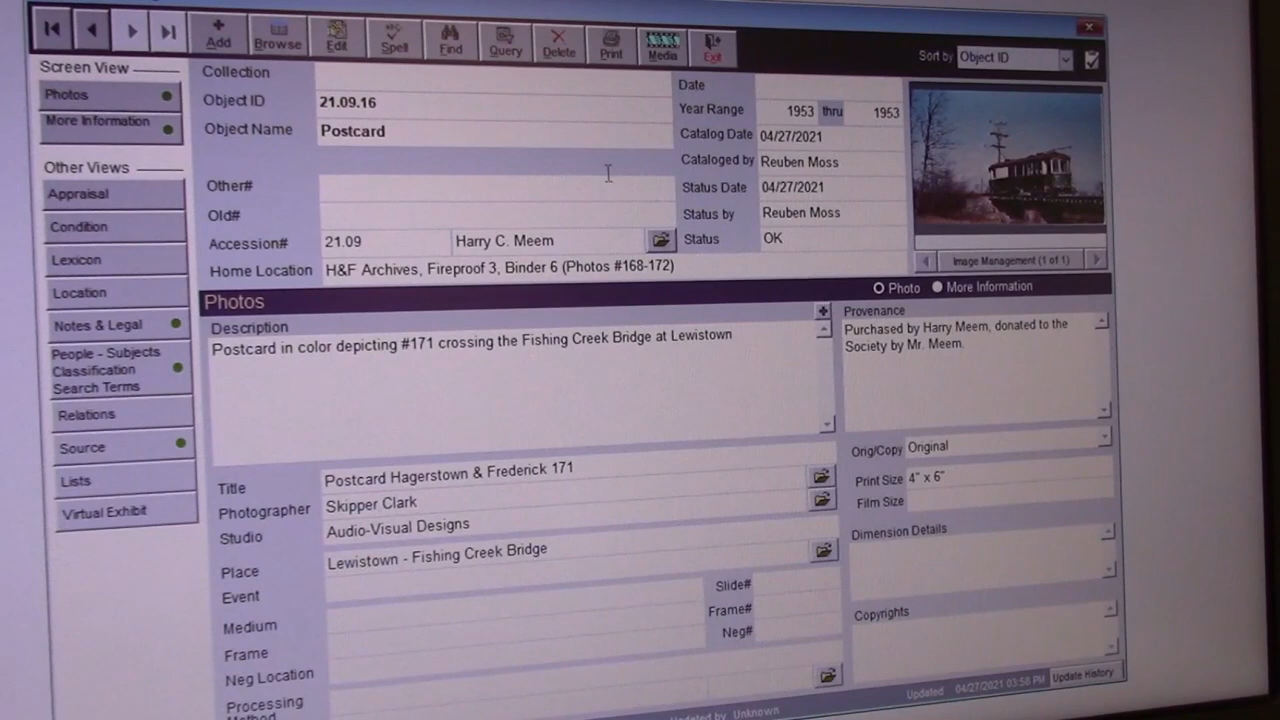 Add Browse Edit Spell Find Query Delete Print Media Exit
Sort by Object ID
Screen View
Photos
More Information
Other Views
Appraisal
Condition
Lexicon
Location
Notes & Legal
People - Subjects
Classification
Search Terms
Relations
Source
Lists
Virtual Exhibit
Collection
Object ID 21.09.16
Object Name Postcard
Other#
Old#
Accession# 21.09 Harry C. Meem
Home Location H&F Archives, Fireproof 3, Binder 6 (Photos #168-172)
Date
Year Range 1953 thru 1953
Catalog Date 04/27/2021
Cataloged by Reuben Moss
Status Date 04/27/2021
Status by Reuben Moss
Status OK
Image Management (1 of 1)
Photos
Photo More Information
Description
Postcard in color depicting #171 crossing the Fishing Creek Bridge at Lewistown
Provenance
Purchased by Harry Meem, donated to the
Society by Mr. Meem.
Title Postcard Hagerstown & Frederick 171
Photographer Skipper Clark
Studio Audio-Visual Designs
Place Lewistown - Fishing Creek Bridge
Event
Medium
Frame
Neg Location
Processing
Method
Slide#
Frame#
Neg#
Orig/Copy Original
Print Size 4" x 6"
Film Size
Dimension Details
Copyrights
Updated by Unknown
Updated 04/27/2021 03:58 PM Update History